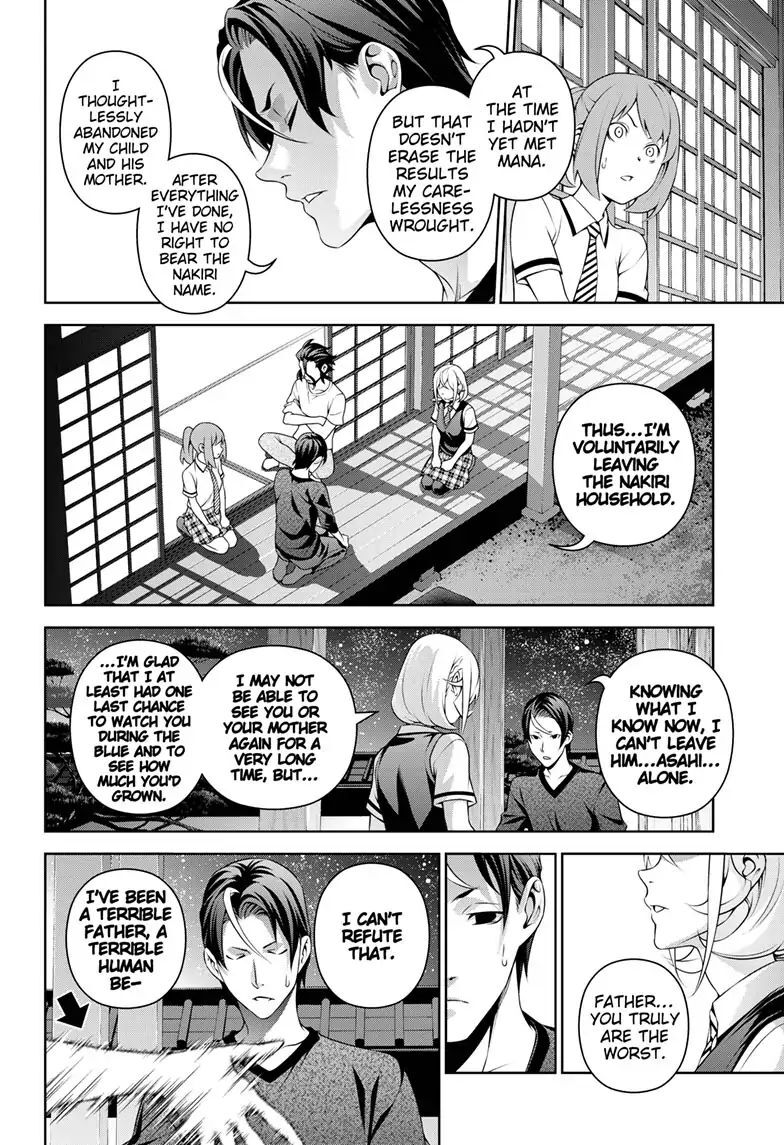 AT
THE TIME
I HADN'T
YET MET
MANA.
BUT THAT
DOESN'T
ERASE THE
RESULTS
MY CARE-
LESSNESS
WROUGHT.
I
THOUGHT-
LESSLY
ABANDONED
MY CHILD
AND HIS
MOTHER.
AFTER
EVERYTHING
I'VE DONE,
I HAVE NO
RIGHT TO
BEAR THE
NAKIRI
NAME.
THUS...I'M
VOLUNTARILY
LEAVING
THE NAKIRI
HOUSEHOLD.
KNOWING
WHAT I
KNOW NOW, I
CAN'T LEAVE
HIM...ASAHI...
ALONE.
I MAY NOT
BE ABLE TO
SEE YOU OR
YOUR MOTHER
AGAIN FOR A
VERY LONG
TIME, BUT...
...I'M GLAD
THAT I AT
LEAST HAD ONE
LAST CHANCE
TO WATCH YOU
DURING THE
BLUE AND TO
SEE HOW
MUCH YOU'D
GROWN.
FATHER...
YOU TRULY
ARE THE
WORST.
I CAN'T
REFUTE
THAT.
I'VE BEEN
A TERRIBLE
FATHER, A
TERRIBLE
HUMAN
BE-